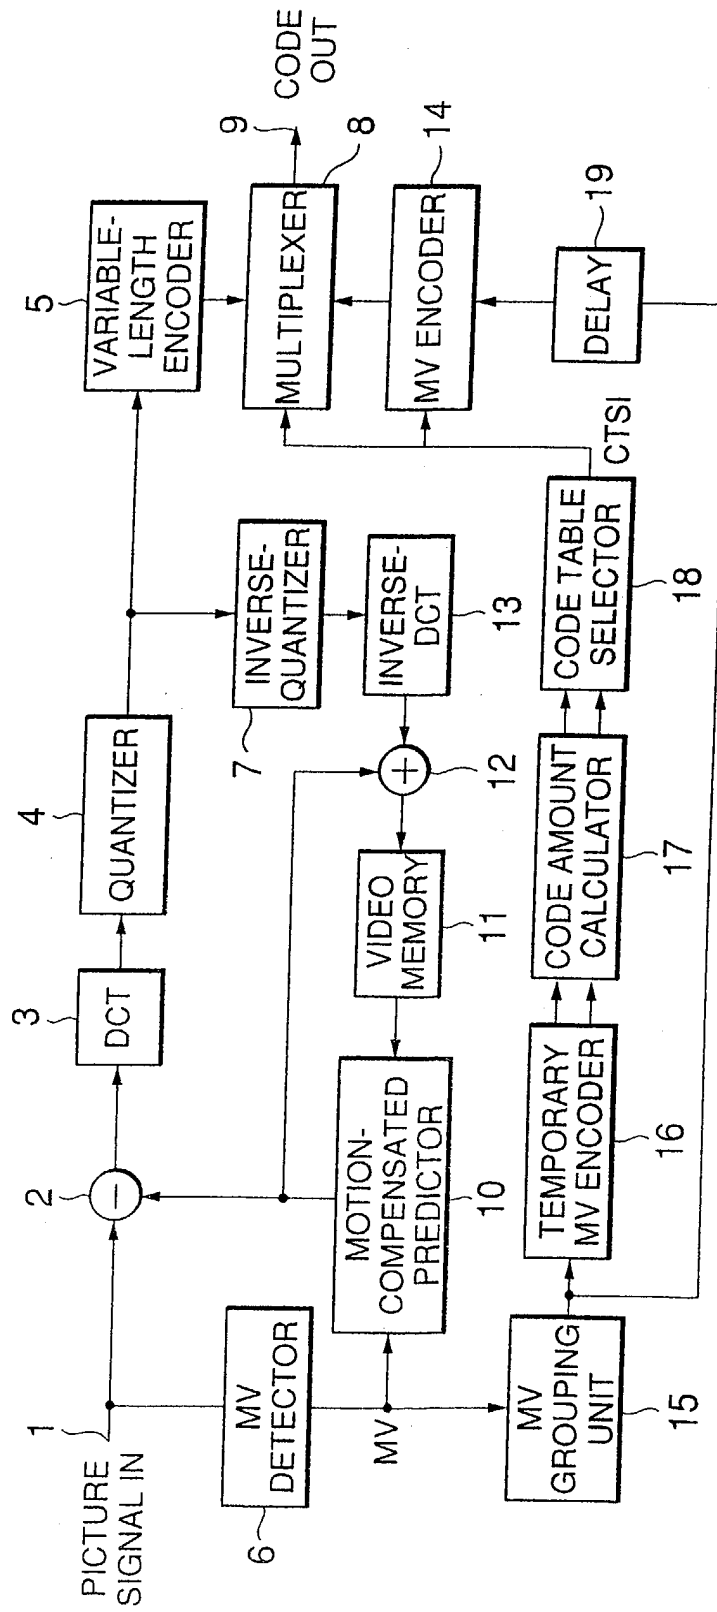 PICTURE
SIGNAL IN
1
2
3
DCT
4
QUANTIZER
5
VARIABLE-
LENGTH
ENCODER
6
MV
DETECTOR
MV
7
INVERSE-
QUANTIZER
MULTIPLEXER
8
9
CODE
OUT
MOTION-
COMPENSATED
PREDICTOR
10
VIDEO
MEMORY
11
+
12
INVERSE-
DCT
13
MV ENCODER
14
MV
GROUPING
UNIT
15
TEMPORARY
MV ENCODER
16
CODE AMOUNT
CALCULATOR
17
CODE TABLE
SELECTOR
18
CTSI
DELAY
19